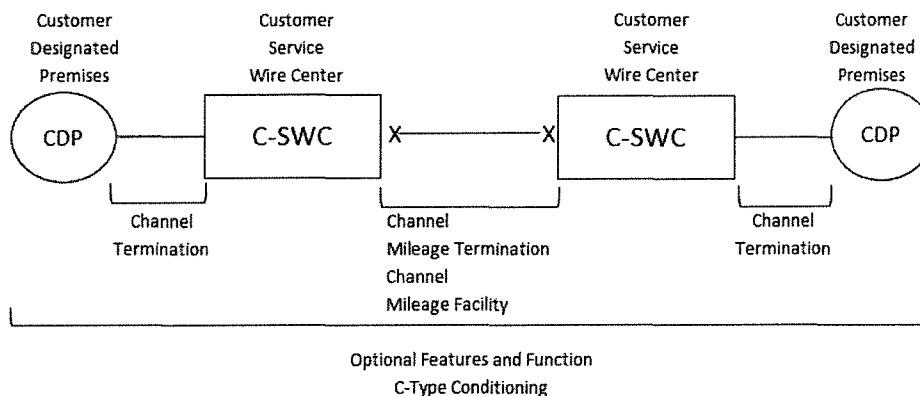 Customer
Designated
Premises
Customer
Service
Wire Center
Customer
Service
Wire Center
Customer
Designated
Premises
CDP
C-SWC
X
X
C-SWC
CDP
Channel
Termination
Channel
Mileage Termination
Channel
Mileage Facility
Channel
Termination
Optional Features and Function
C-Type Conditioning